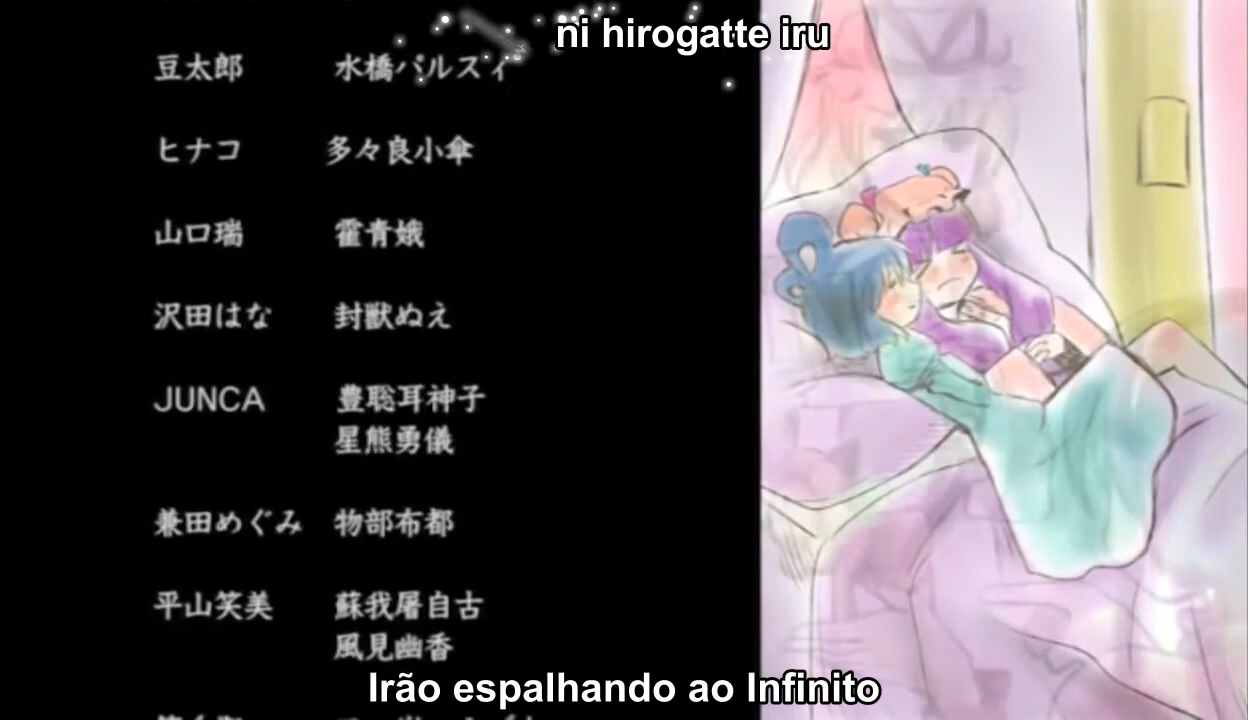 ni hirogatte iru
豆太郎 水橋パルスィ
ヒナコ 多々良小傘
山口瑞 霍青娥
沢田はな 封獣ぬえ
JUNCA 豊聡耳神子
星熊勇儀
兼田めぐみ 物部布都
平山笑美 蘇我屠自古
風見幽香
Irão espalhando ao Infinito